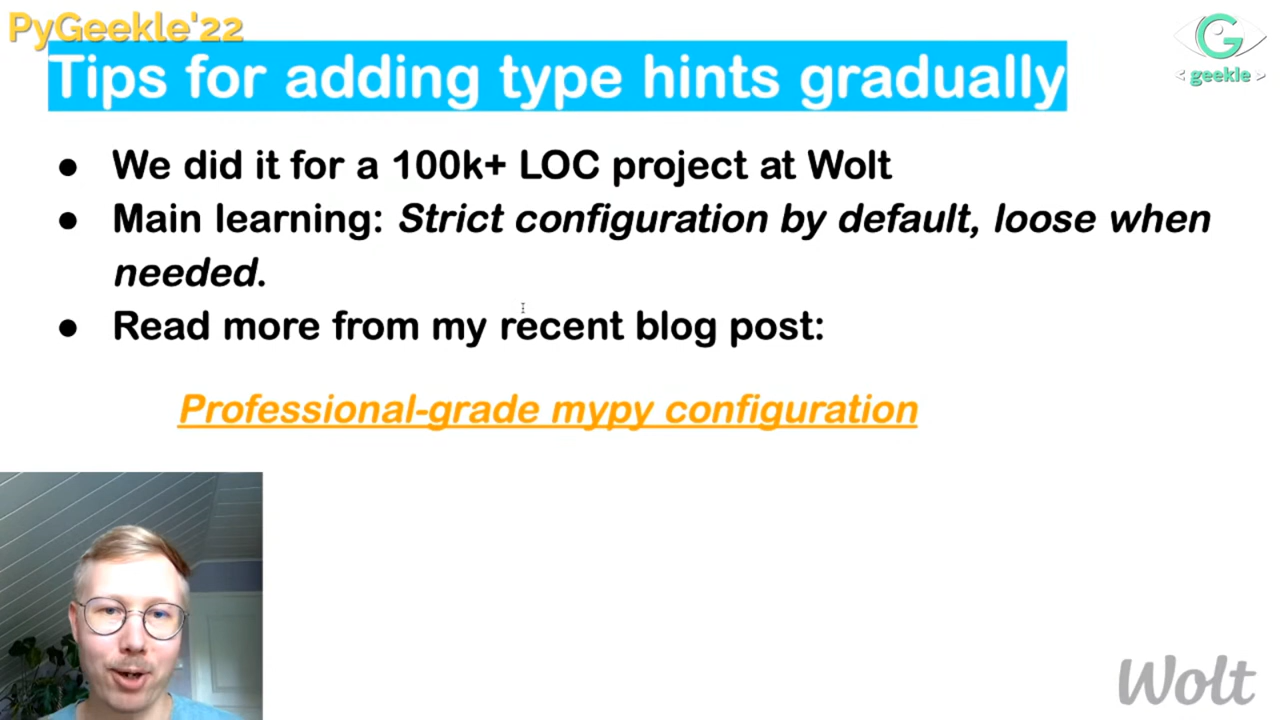 PyGeekle'22
G
< geekle >
Tips for adding type hints gradually
● We did it for a 100k+ LOC project at Wolt
● Main learning: Strict configuration by default, loose when
needed.
● Read more from my recent blog post:
Professional-grade mypy configuration
Wolt